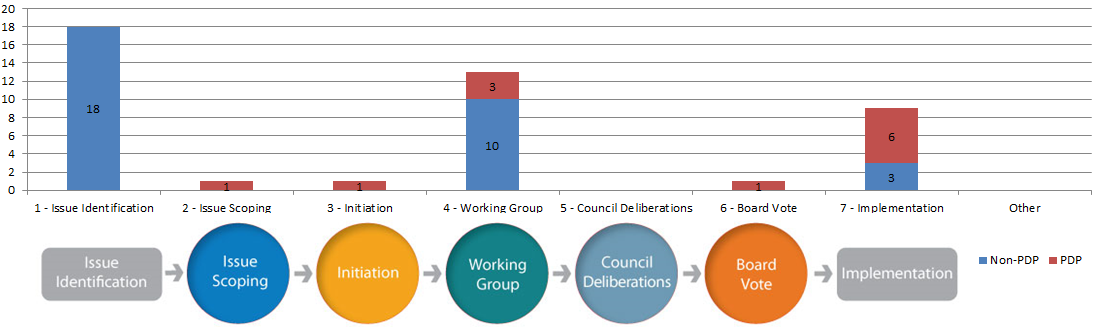 20
18
16
14
12
10
8
6
4
2
0
18
1
1
3
10
1
6
3
1 - Issue Identification
2 - Issue Scoping
3 - Initiation
4 - Working Group
5 - Council Deliberations
6 - Board Vote
7 - Implementation
Other
Issue
Identification
Issue
Scoping
Initiation
Working
Group
Council
Deliberations
Board
Vote
Implementation
Non-PDP
PDP